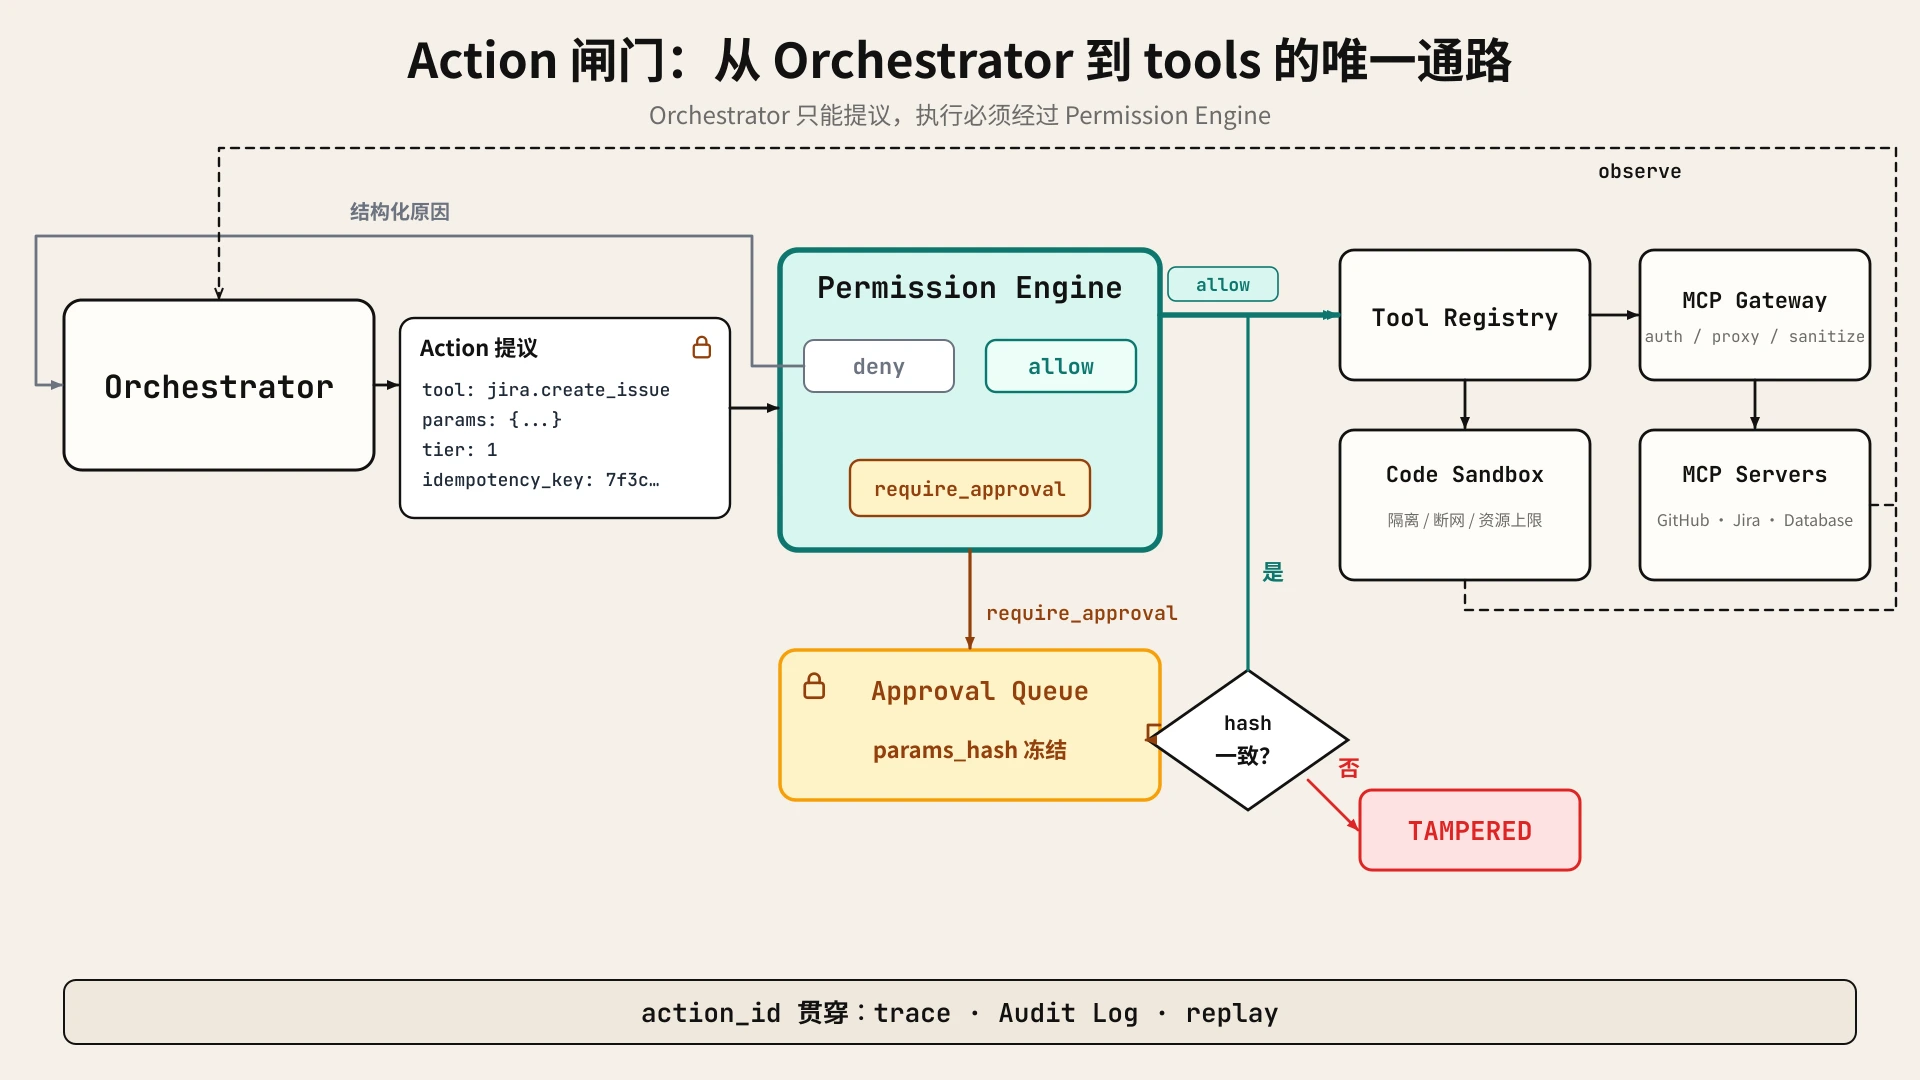 Action 闸门：从 Orchestrator 到 tools 的唯一通路
Orchestrator 只能提议，执行必须经过 Permission Engine
observe
结构化原因
Orchestrator
Action 提议
tool: jira.create_issue
params: {...}
tier: 1
idempotency_key: 7f3c…
Permission Engine
deny
allow
require_approval
allow
Tool Registry
MCP Gateway
auth / proxy / sanitize
Code Sandbox
隔离 / 断网 / 资源上限
MCP Servers
GitHub · Jira · Database
是
require_approval
Approval Queue
params_hash 冻结
hash
一致?
否
TAMPERED
action_id 贯穿：trace · Audit Log · replay